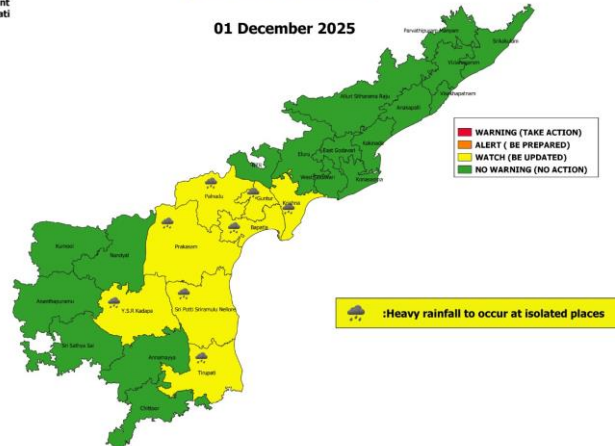 nt
ati
01 December 2025
Parvathipuram Manyam
Srikakulam
Vizianagaram
Visakhapatnam
Alluri Sitharama Raju
Anakapalli
Kakinada
East Godavari
Eluru
West Godavari
Konaseema
NTR
Krishna
Guntur
Palnadu
Bapatla
Prakasam
Kurnool
Nandyal
Ananthapuramu
Y.S.R Kadapa
Sri Potti Sriramulu Nellore
Sri Sathya Sai
Annamayya
Tirupati
Chittoor
WARNING (TAKE ACTION)
ALERT ( BE PREPARED)
WATCH (BE UPDATED)
NO WARNING (NO ACTION)
:Heavy rainfall to occur at isolated places